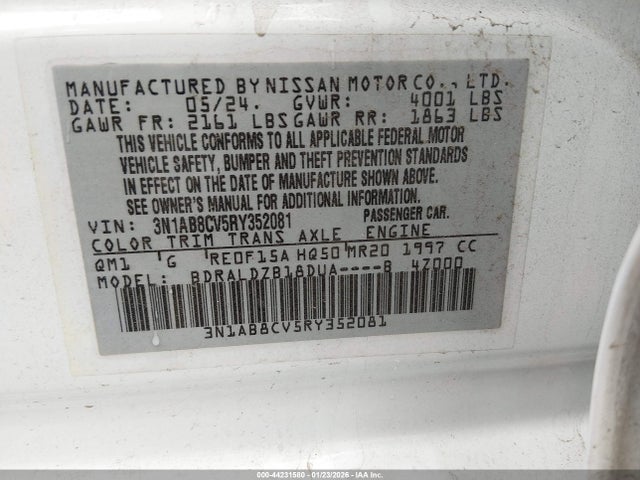 MANUFACTURED BY NISSAN MOTOR CO., LTD.
DATE: 05/24. GVWR: 4001 LBS
GAWR FR: 2161 LBS GAWR RR: 1863 LBS
THIS VEHICLE CONFORMS TO ALL APPLICABLE FEDERAL MOTOR
VEHICLE SAFETY, BUMPER AND THEFT PREVENTION STANDARDS
IN EFFECT ON THE DATE OF MANUFACTURE SHOWN ABOVE.
SEE OWNER'S MANUAL FOR ADDITIONAL INFORMATION.
VIN: 3N1AB8CV5RY352081 PASSENGER CAR.
COLOR TRIM TRANS AXLE ENGINE
QM1 G RE0F15A HQ50 MR20 1997 CC
MODEL: BDRALDZB18DUA----B 4Z000
3N1AB8CV5RY352081
000-44231580 - 01/23/2026 - IAA Inc.